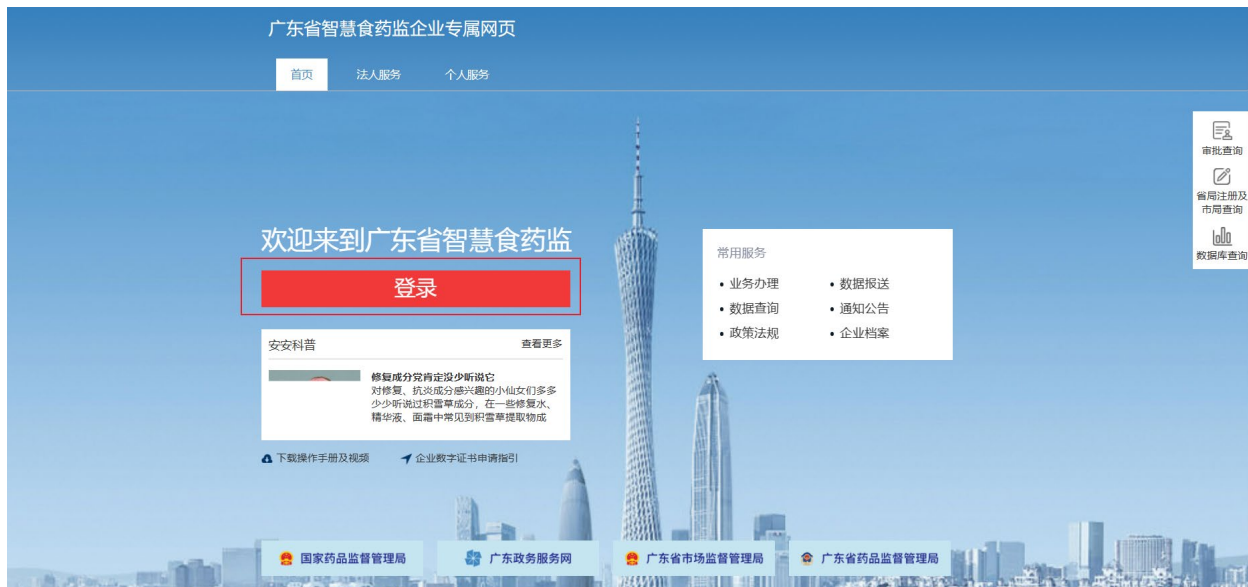 广东省智慧食药监企业专属网页
首页 法人服务 个人服务
审批查询
省局注册及
市局查询
数据库查询
欢迎来到广东省智慧食药监
登录
常用服务
• 业务办理 • 数据报送
• 数据查询 • 通知公告
• 政策法规 • 企业档案
安安科普 查看更多
修复成分党肯定没少听说它
对修复、抗炎成分感兴趣的小仙女们多多
少少听说过积雪草成分，在一些修复水、
精华液、面霜中常见到积雪草提取物成
下载操作手册及视频 企业数字证书申请指引
国家药品监督管理局 广东政务服务网 广东省市场监督管理局 广东省药品监督管理局